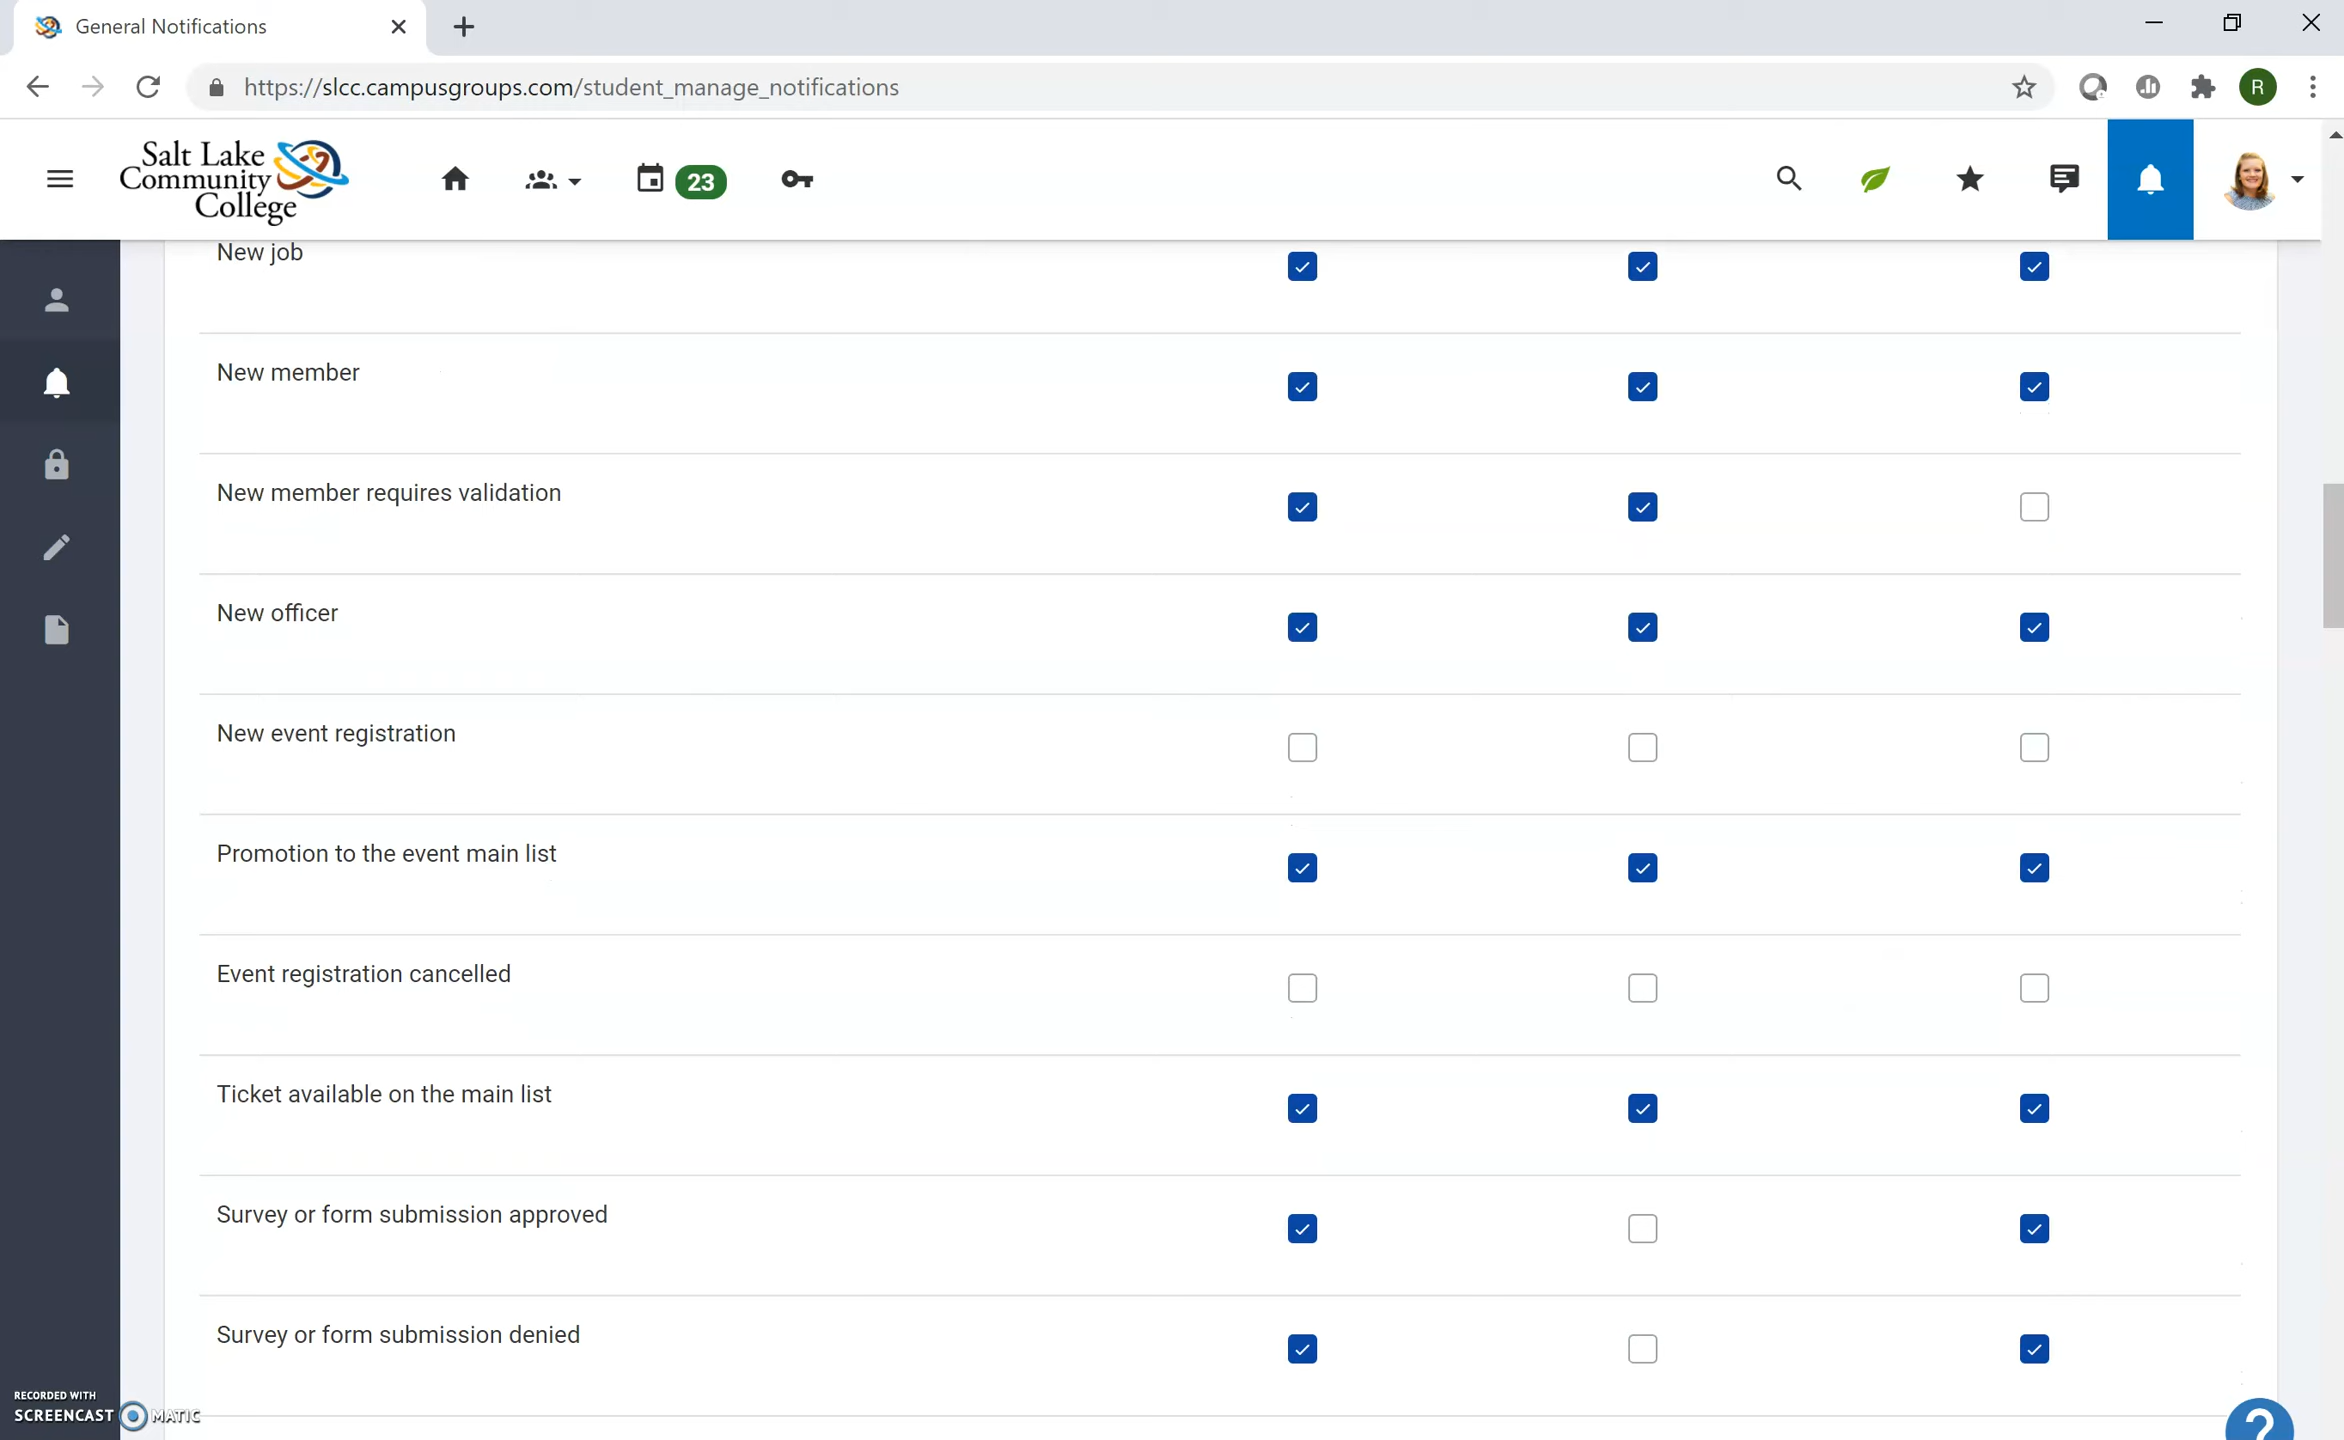 General Notifications
https://slcc.campusgroups.com/student_manage_notifications
R
Salt Lake
Community
College
23
New job
New member
New member requires validation
New officer
New event registration
Promotion to the event main list
Event registration cancelled
Ticket available on the main list
Survey or form submission approved
Survey or form submission denied
RECORDED WITH
SCREENCAST MATIC
?